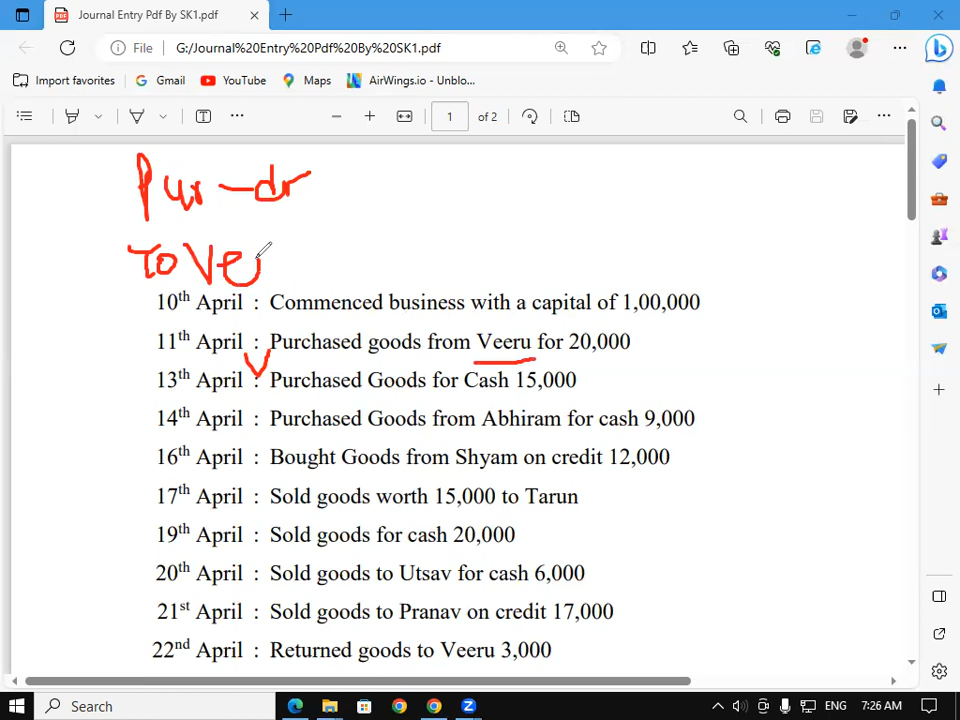 Journal Entry Pdf By SK1.pdf
File G:/Journal%20Entry%20Pdf%20By%20SK1.pdf
Import favorites Gmail YouTube Maps AirWings.io - Unblo...
1 of 2
Pur - dr
To Ve
10th April : Commenced business with a capital of 1,00,000
11th April : Purchased goods from Veeru for 20,000
13th April : Purchased Goods for Cash 15,000
14th April : Purchased Goods from Abhiram for cash 9,000
16th April : Bought Goods from Shyam on credit 12,000
17th April : Sold goods worth 15,000 to Tarun
19th April : Sold goods for cash 20,000
20th April : Sold goods to Utsav for cash 6,000
21st April : Sold goods to Pranav on credit 17,000
22nd April : Returned goods to Veeru 3,000
Search ENG 7:26 AM